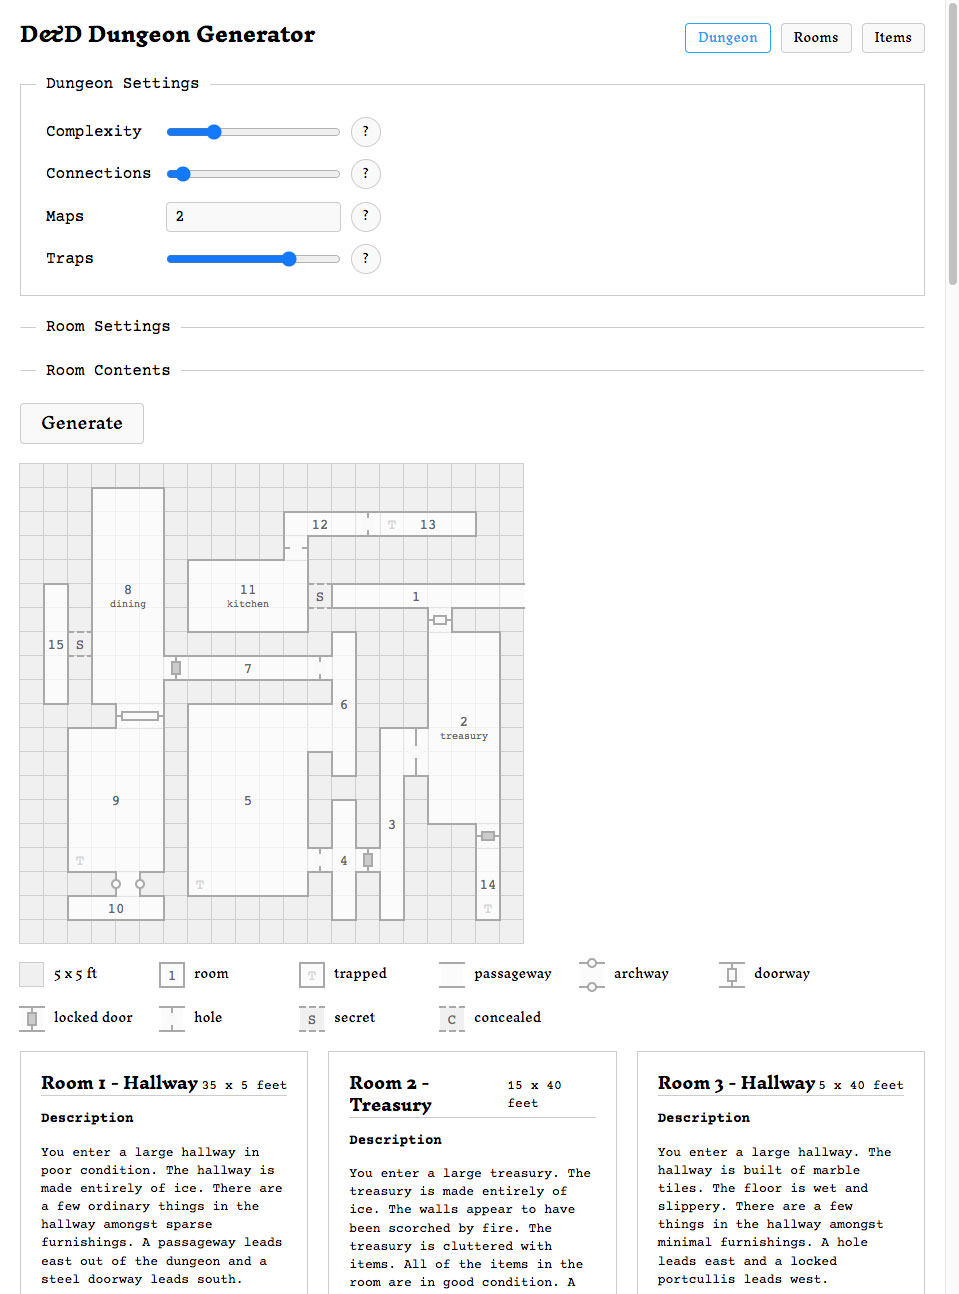 D&D Dungeon Generator
Dungeon Rooms Items
Dungeon Settings
Complexity ?
Connections ?
Maps 2 ?
Traps ?
Room Settings
Room Contents
Generate
12 T 13
8
dining
11
kitchen
S 1
15 S
7
6
2
treasury
9
5
3
T
4
T
14
10
T
5 x 5 ft
1 room
T trapped
passageway
archway
doorway
locked door
hole
S secret
C concealed
Room 1 - Hallway 35 x 5 feet
Description
You enter a large hallway in
poor condition. The hallway is
made entirely of ice. There are
a few ordinary things in the
hallway amongst sparse
furnishings. A passageway leads
east out of the dungeon and a
steel doorway leads south.
Room 2 -
Treasury
15 x 40
feet
Description
You enter a large treasury. The
treasury is made entirely of
ice. The walls appear to have
been scorched by fire. The
treasury is cluttered with
items. All of the items in the
room are in good condition. A
Room 3 - Hallway 5 x 40 feet
Description
You enter a large hallway. The
hallway is built of marble
tiles. The floor is wet and
slippery. There are a few
things in the hallway amongst
minimal furnishings. A hole
leads east and a locked
portcullis leads west.